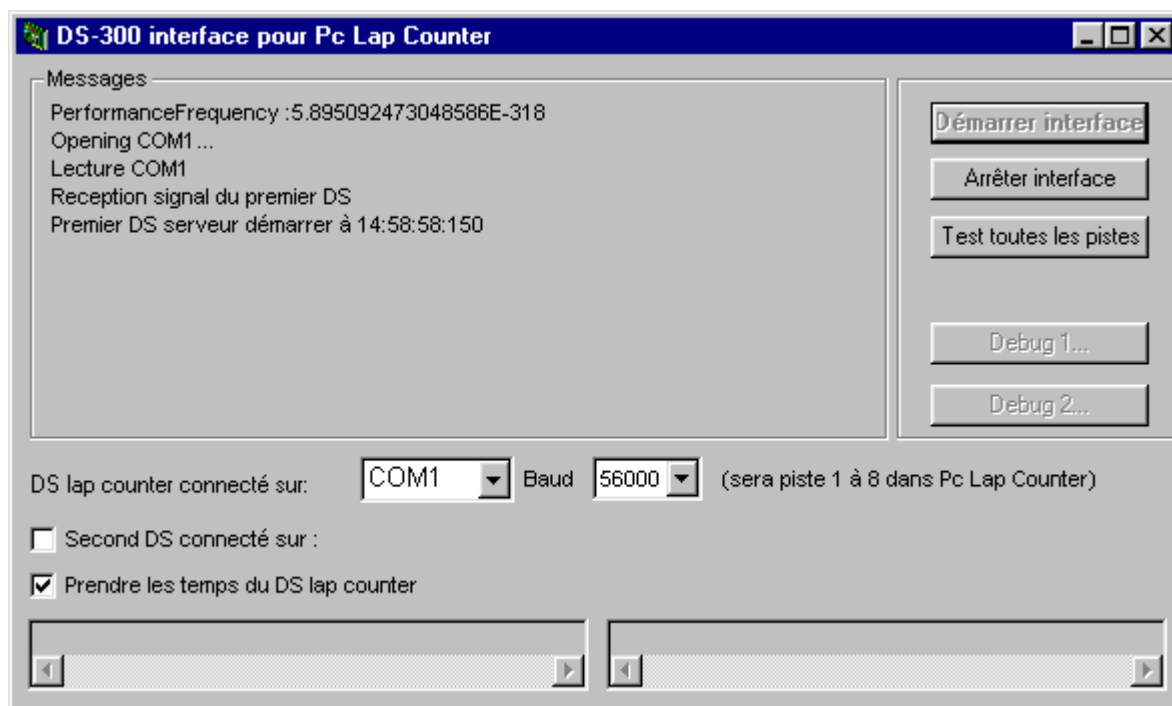 DS-300 interface pour Pc Lap Counter
Messages
PerformanceFrequency :5.895092473048586E-318
Opening COM1...
Lecture COM1
Reception signal du premier DS
Premier DS serveur démarrer à 14:58:58:150
Démarrer interface
Arrêter interface
Test toutes les pistes
Debug 1...
Debug 2...
DS lap counter connecté sur: COM1 Baud 56000 (sera piste 1 à 8 dans Pc Lap Counter)
Second DS connecté sur :
Prendre les temps du DS lap counter